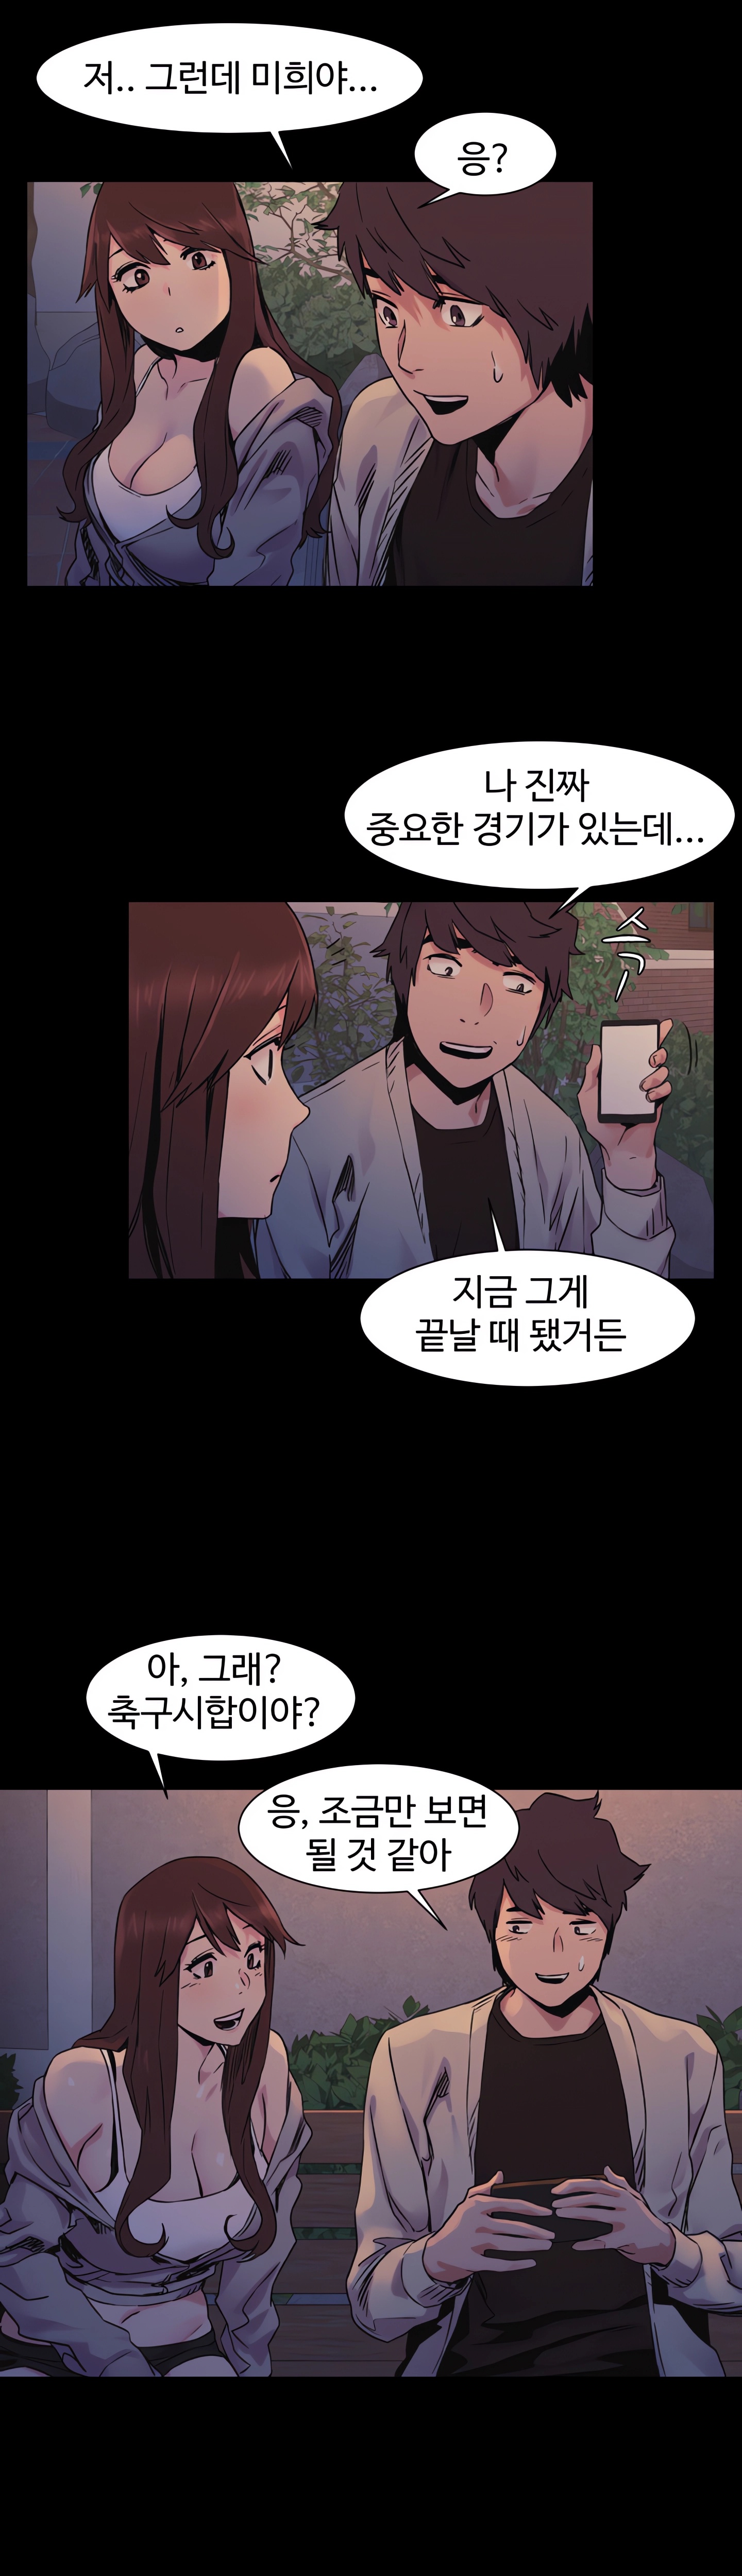 저.. 그런데 미희야...
응?
나 진짜
중요한 경기가 있는데...
스
윽
지금 그게
끝날 때 됐거든
아, 그래?
축구시합이야?
응, 조금만 보면
될 것 같아